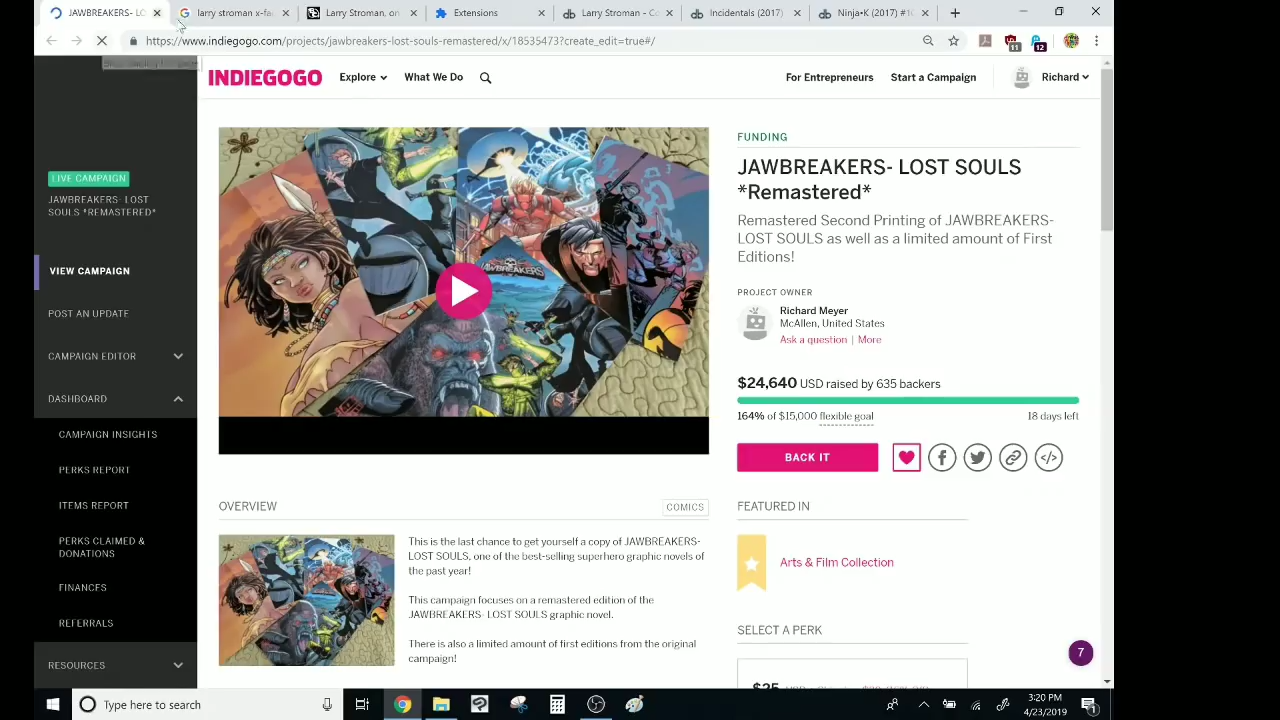 JAWBREAKERS- LO
larry stroman x-fa
Larry Stroman, on
Extensions
Larry Stroman - C
Incidentals (2017)
Ninja•K (2017) #1
https://www.indiegogo.com/projects/jawbreakers-lost-souls-remastered/x/18535473?create_edit=true#/
11
12
INDIEGOGO
Explore
What We Do
For Entrepreneurs
Start a Campaign
Richard
LIVE CAMPAIGN
JAWBREAKERS- LOST
SOULS *REMASTERED*
VIEW CAMPAIGN
POST AN UPDATE
CAMPAIGN EDITOR
DASHBOARD
CAMPAIGN INSIGHTS
PERKS REPORT
ITEMS REPORT
PERKS CLAIMED &
DONATIONS
FINANCES
REFERRALS
RESOURCES
JAWBREAKERS
FUNDING
JAWBREAKERS- LOST SOULS
*Remastered*
Remastered Second Printing of JAWBREAKERS-
LOST SOULS as well as a limited amount of First
Editions!
PROJECT OWNER
Richard Meyer
McAllen, United States
Ask a question | More
$24,640 USD raised by 635 backers
164% of $15,000 flexible goal
18 days left
BACK IT
OVERVIEW
COMICS
This is the last chance to get yourself a copy of JAWBREAKERS-
LOST SOULS, one of the best-selling superhero graphic novels of
the past year!
This campaign focuses on a remastered edition of the
JAWBREAKERS- LOST SOULS graphic novel.
There is also a limited amount of first editions from the original
campaign!
FEATURED IN
Arts & Film Collection
SELECT A PERK
$25
7
Type here to search
3:20 PM
4/23/2019
1